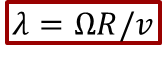 λ = ΩR/v